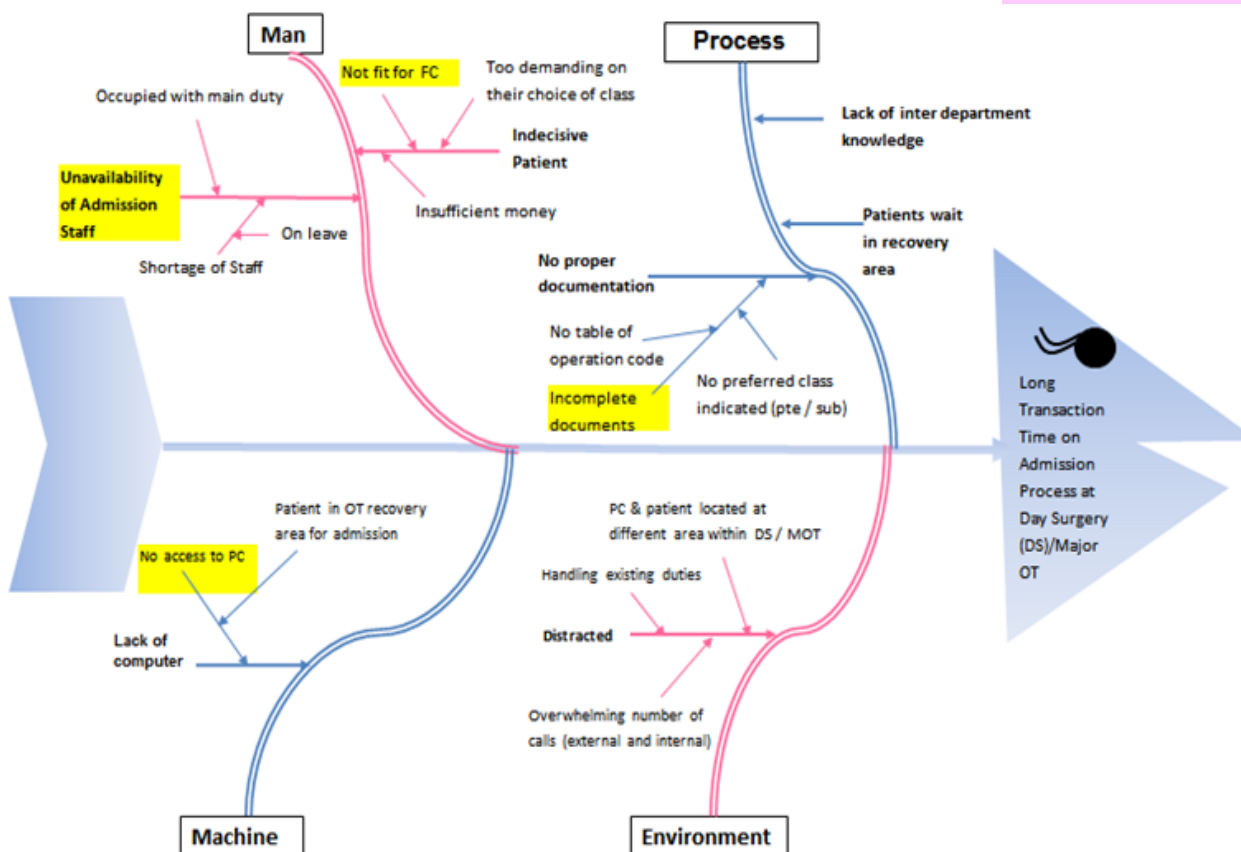 Man
Process
Not fit for FC
Too demanding on
their choice of class
Occupied with main duty
Lack of inter department
knowledge
Indecisive
Patient
Unavailability
of Admission
Staff
Insufficient money
On leave
Shortage of Staff
Patients wait
in recovery
area
No proper
documentation
No table of
operation code
No preferred class
indicated (pte / sub)
Incomplete
documents
Long
Transaction
Time on
Admission
Process at
Day Surgery
(DS)/Major
OT
Patient in OT recovery
area for admission
No access to PC
Lack of
computer
PC & patient located at
different area within DS / MOT
Handling existing duties
Distracted
Overwhelming number of
calls (external and internal)
Machine
Environment